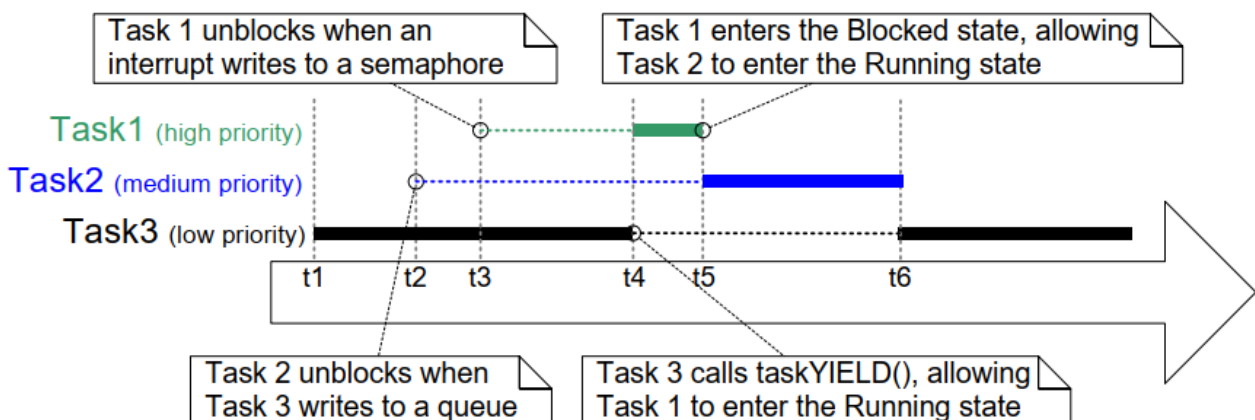 Task 1 unblocks when an
interrupt writes to a semaphore
Task 1 enters the Blocked state, allowing
Task 2 to enter the Running state
Task1 (high priority)
Task2 (medium priority)
Task3 (low priority)
t1 t2 t3 t4 t5 t6
Task 2 unblocks when
Task 3 writes to a queue
Task 3 calls taskYIELD(), allowing
Task 1 to enter the Running state